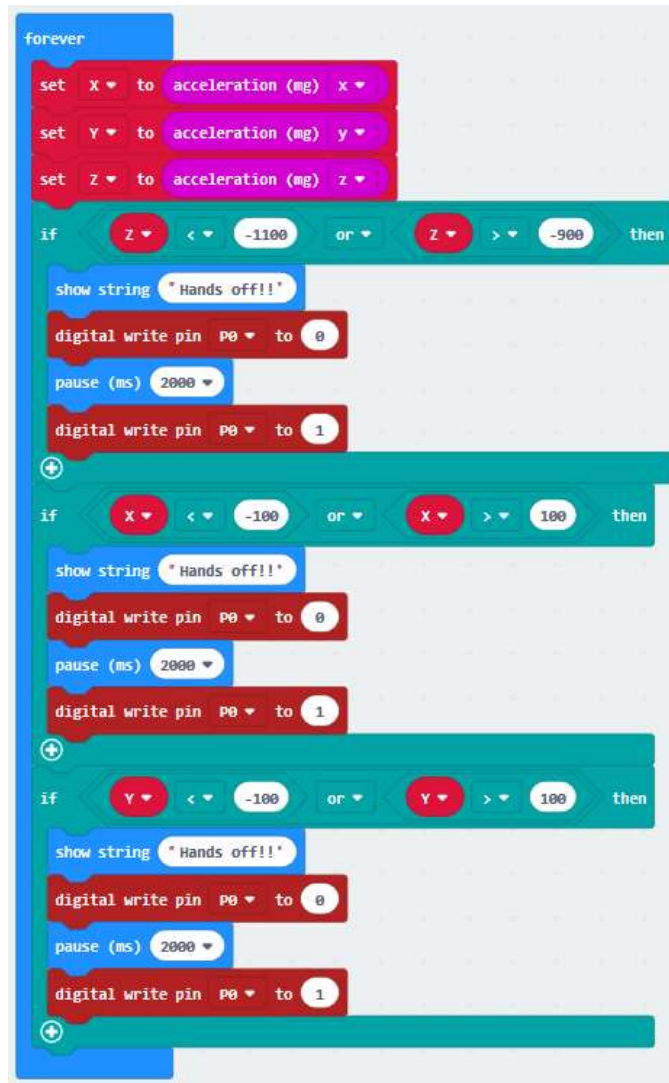 forever
set X to acceleration (mg) x
set Y to acceleration (mg) y
set Z to acceleration (mg) z
if Z < -1100 or Z > -900 then
show string "Hands off!!"
digital write pin P0 to 0
pause (ms) 2000
digital write pin P0 to 1
if X < -100 or X > 100 then
show string "Hands off!!"
digital write pin P0 to 0
pause (ms) 2000
digital write pin P0 to 1
if Y < -100 or Y > 100 then
show string "Hands off!!"
digital write pin P0 to 0
pause (ms) 2000
digital write pin P0 to 1